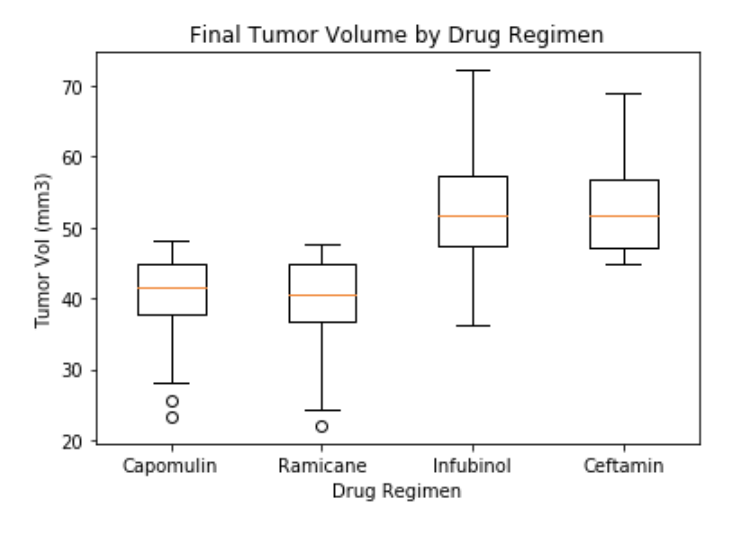 Final Tumor Volume by Drug Regimen
Tumor Vol (mm3)
70
60
50
40
30
20
Capomulin
Ramicane
Infubinol
Ceftamin
Drug Regimen